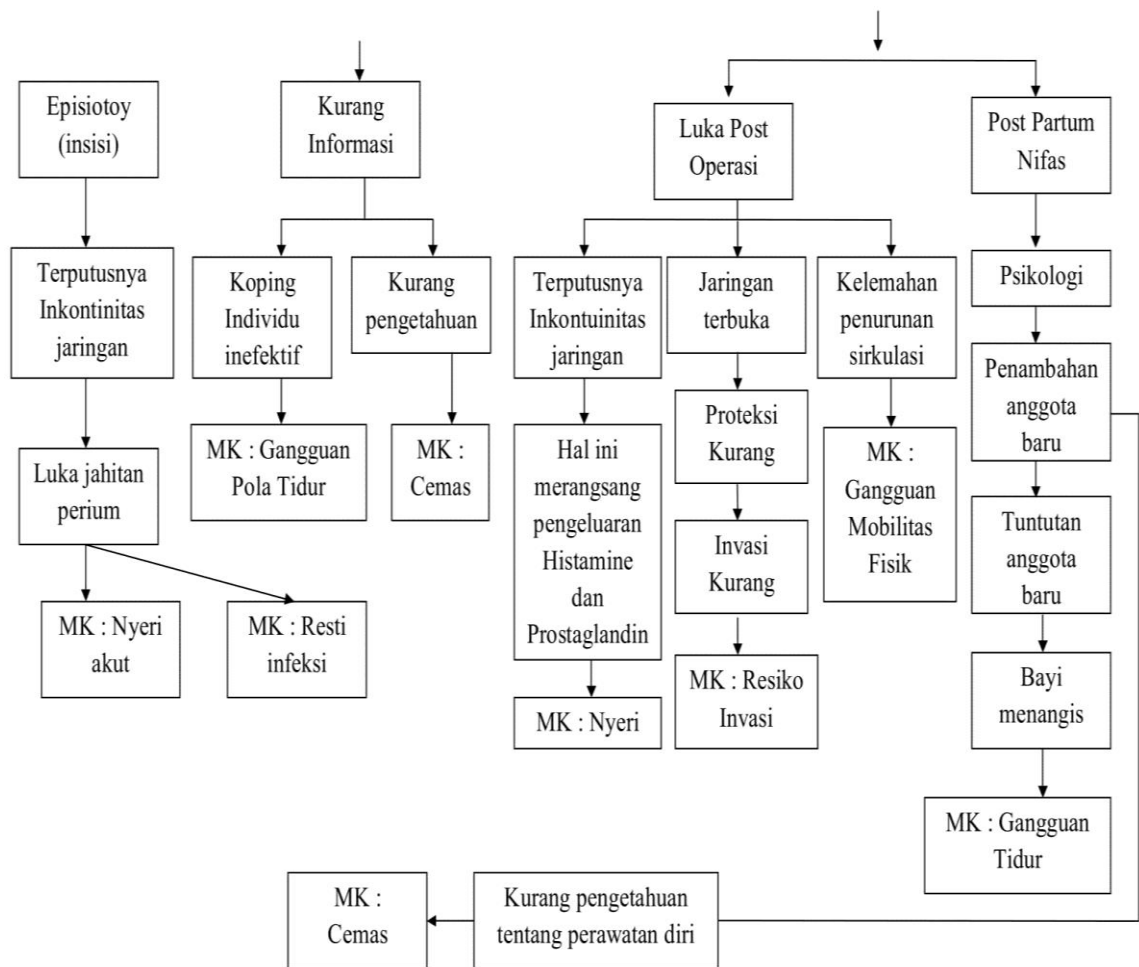 Episiotoy
(insisi)
Kurang
Informasi
Luka Post
Operasi
Post Partum
Nifas
Terputusnya
Inkontinitas
jaringan
Koping
Individu
inefektif
Kurang
pengetahuan
Terputusnya
Inkontuinitas
jaringan
Jaringan
terbuka
Kelemahan
penurunan
sirkulasi
Psikologi
Penambahan
anggota
baru
Luka jahitan
perium
MK : Gangguan
Pola Tidur
MK :
Cemas
Hal ini
merangsang
pengeluaran
Histamine
dan
Prostaglandin
Proteksi
Kurang
MK :
Gangguan
Mobilitas
Fisik
Tuntutan
anggota
baru
Invasi
Kurang
MK : Nyeri
akut
MK : Resti
infeksi
MK : Nyeri
MK : Resiko
Invasi
Bayi
menangis
MK : Gangguan
Tidur
MK :
Cemas
Kurang pengetahuan
tentang perawatan diri